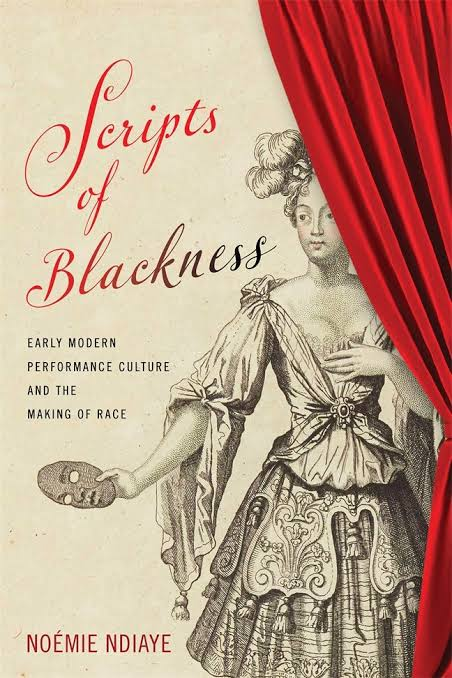 Scripts
of
Blackness
EARLY MODERN
PERFORMANCE CULTURE
AND THE
MAKING OF RACE
NOÉMIE NDIAYE